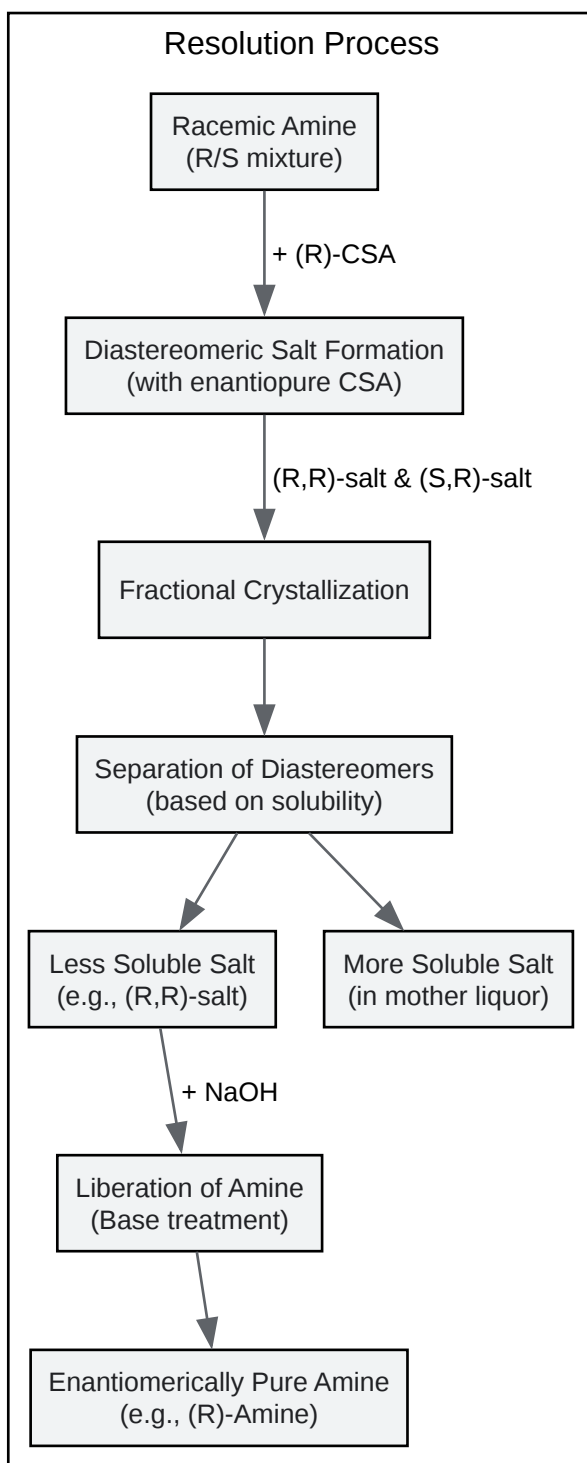 Resolution Process
Racemic Amine
(R/S mixture)
+ (R)-CSA
Diastereomeric Salt Formation
(with enantiopure CSA)
(R,R)-salt & (S,R)-salt
Fractional Crystallization
Separation of Diastereomers
(based on solubility)
Less Soluble Salt
(e.g., (R,R)-salt)
More Soluble Salt
(in mother liquor)
+ NaOH
Liberation of Amine
(Base treatment)
Enantiomerically Pure Amine
(e.g., (R)-Amine)